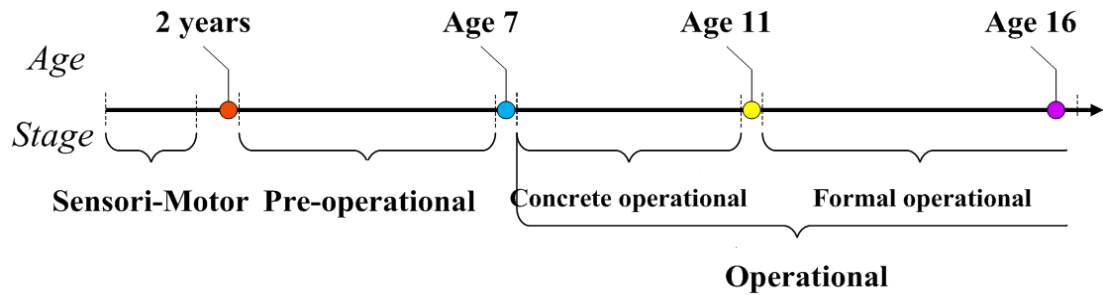 2 years Age 7 Age 11 Age 16
Age
Stage
Sensori-Motor Pre-operational Concrete operational Formal operational
Operational